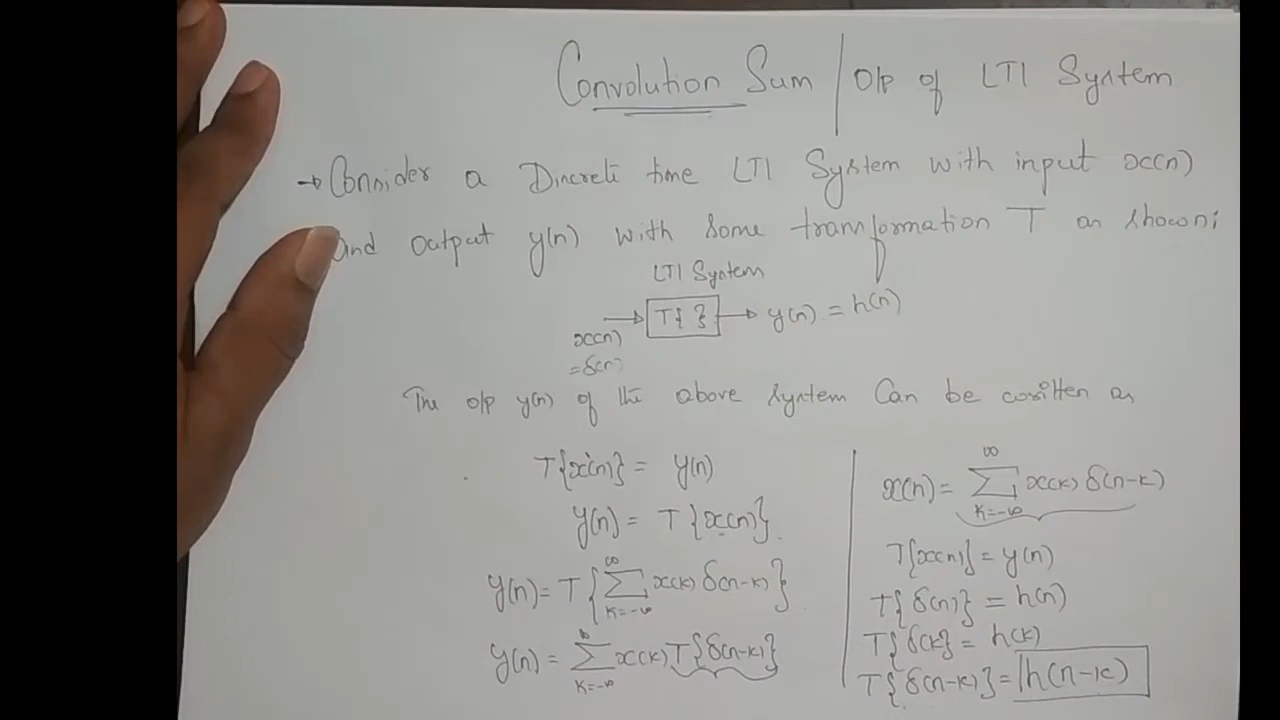 Convolution Sum | O/P of LTI System
→ Consider a Discrete time LTI System with input x(n)
and output y(n) with some transformation T as shown;
LTI System
T{ } → y(n) = h(n)
x(n)
= δ(n)
The o/p y(n) of the above system can be written as
T{x(n)} = y(n)
y(n) = T{x(n)}
y(n) = T{∑_{k=-∞}^{∞} x(k) δ(n-k)}
y(n) = ∑_{k=-∞}^{∞} x(k) T{δ(n-k)}
x(n) = ∑_{k=-∞}^{∞} x(k) δ(n-k)
T{x(n)} = y(n)
T{δ(n)} = h(n)
T{δ(k)} = h(k)
T{δ(n-k)} = h(n-k)